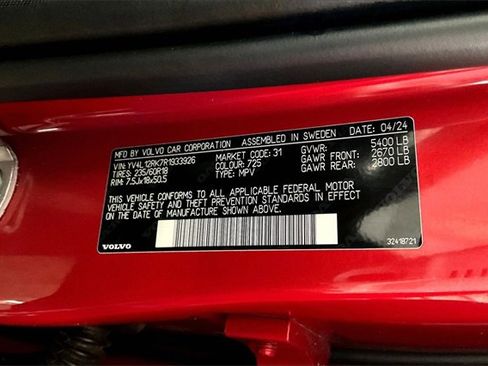 MFD BY VOLVO CAR CORPORATION ASSEMBLED IN SWEDEN DATE: 04/24
VIN: YV4L12RK7R1933926 MARKET: 31 GVWR: 5400 LB
TIRES: 235/60R18 COLOUR: 725 GAWR FRONT: 2670 LB
RIM: 7.5Jx18x50.5 TYPE: MPV GAWR REAR: 2800 LB
THIS VEHICLE CONFORMS TO ALL APPLICABLE FEDERAL MOTOR
VEHICLE SAFETY AND THEFT PREVENTION STANDARDS IN EFFECT
ON THE DATE OF MANUFACTURE SHOWN ABOVE.
VOLVO 32418721